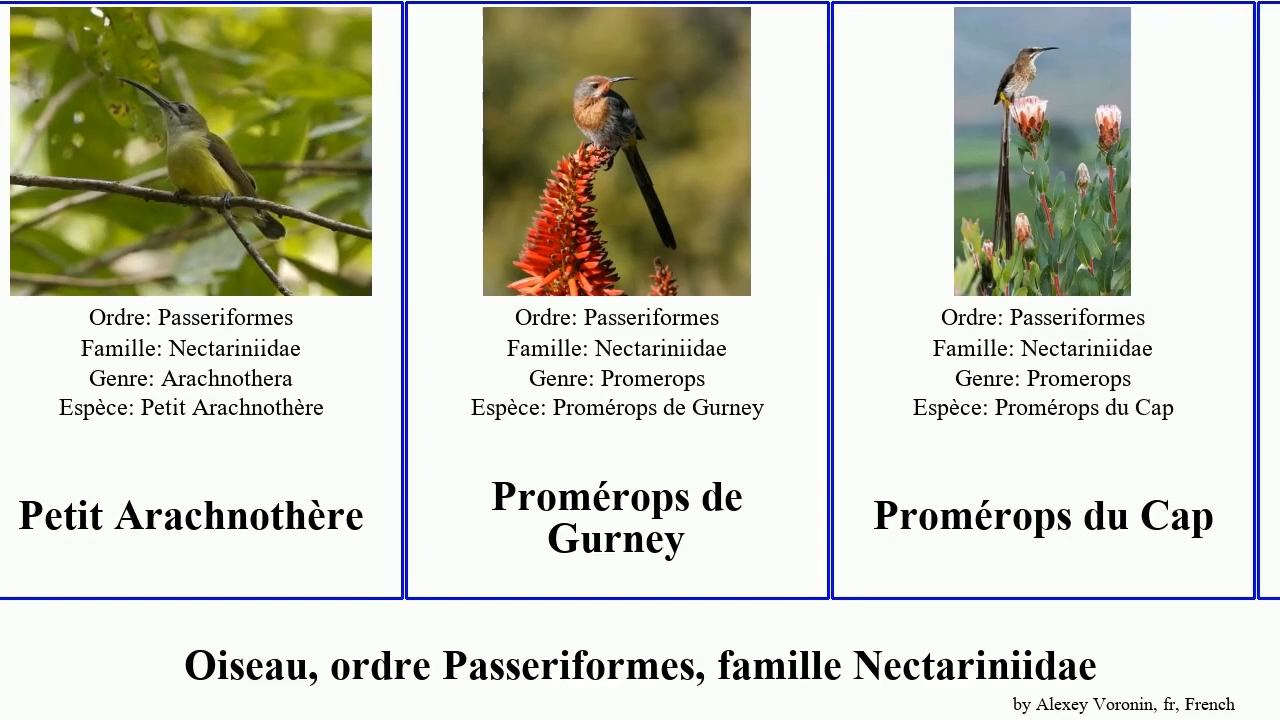 Ordre: Passeriformes
Famille: Nectariniidae
Genre: Arachnothera
Espèce: Petit Arachnothère
Petit Arachnothère
Ordre: Passeriformes
Famille: Nectariniidae
Genre: Promerops
Espèce: Promérops de Gurney
Promérops de
Gurney
Ordre: Passeriformes
Famille: Nectariniidae
Genre: Promerops
Espèce: Promérops du Cap
Promérops du Cap
Oiseau, ordre Passeriformes, famille Nectariniidae
by Alexey Voronin, fr, French